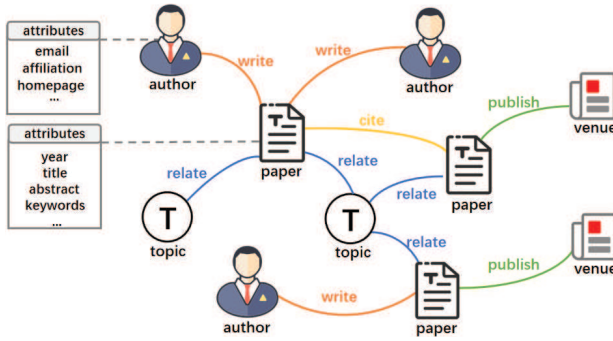 attributes
email
affiliation
homepage
...
attributes
year
title
abstract
keywords
...
author
write
write
author
publish
venue
cite
T
paper
relate
relate
relate
T
paper
T
topic
T
topic
relate
T
paper
publish
venue
write
author